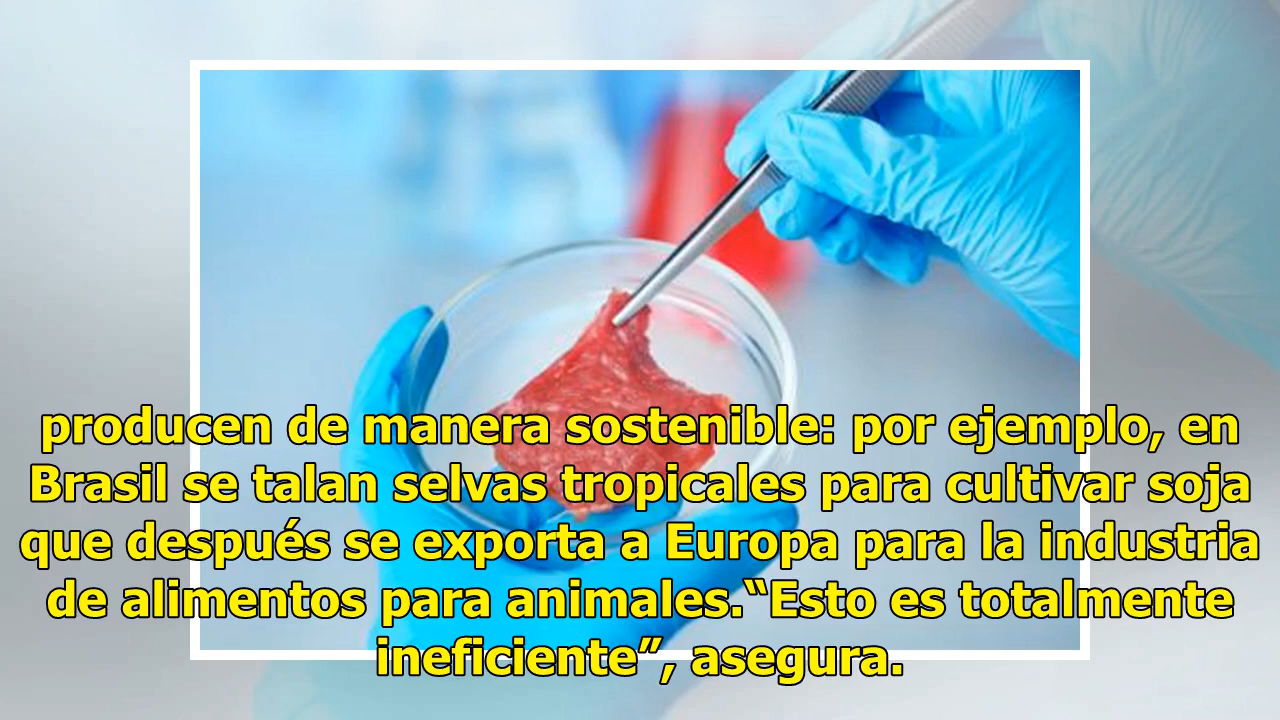 producen de manera sostenible: por ejemplo, en
Brasil se talan selvas tropicales para cultivar soja
que después se exporta a Europa para la industria
de alimentos para animales.“Esto es totalmente
ineficiente”, asegura.